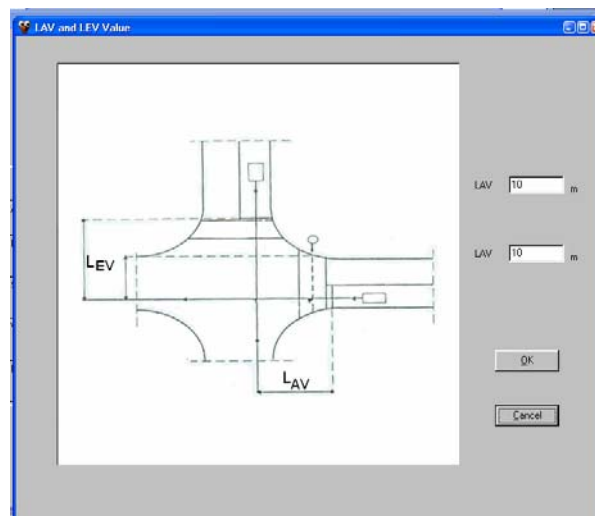 LAV and LEV Value
LAV 10 m
LAV 10 m
LEV
LAV
OK
Cancel